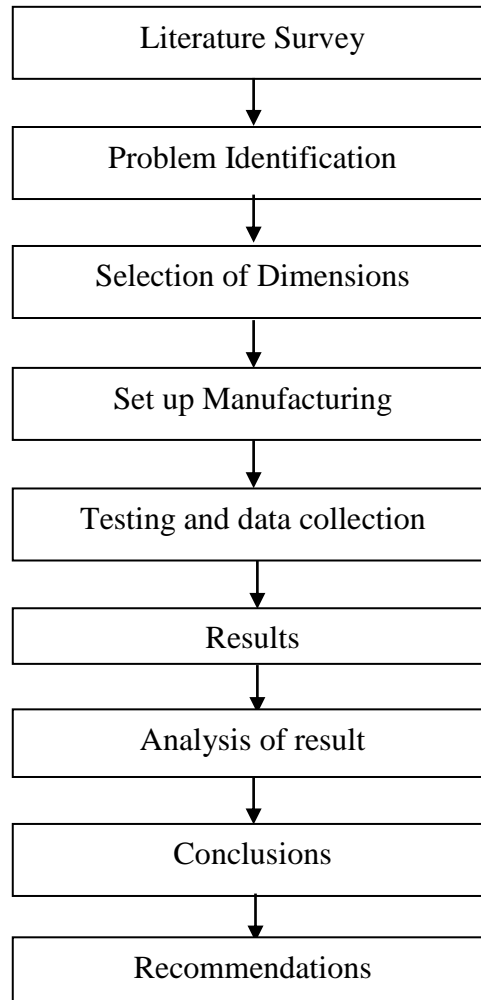 Literature Survey
Problem Identification
Selection of Dimensions
Set up Manufacturing
Testing and data collection
Results
Analysis of result
Conclusions
Recommendations